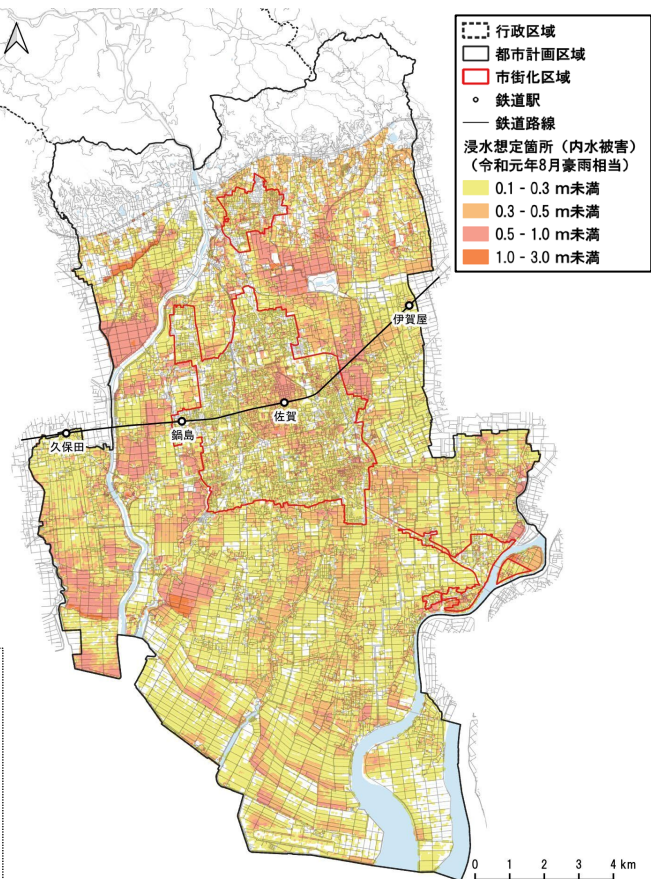 行政区域
都市計画区域
市街化区域
鉄道駅
鉄道路線
浸水想定箇所（内水被害）
（令和元年8月豪雨相当）
0.1 - 0.3 m未満
0.3 - 0.5 m未満
0.5 - 1.0 m未満
1.0 - 3.0 m未満
伊賀屋
佐賀
鍋島
久保田
0 1 2 3 4 km